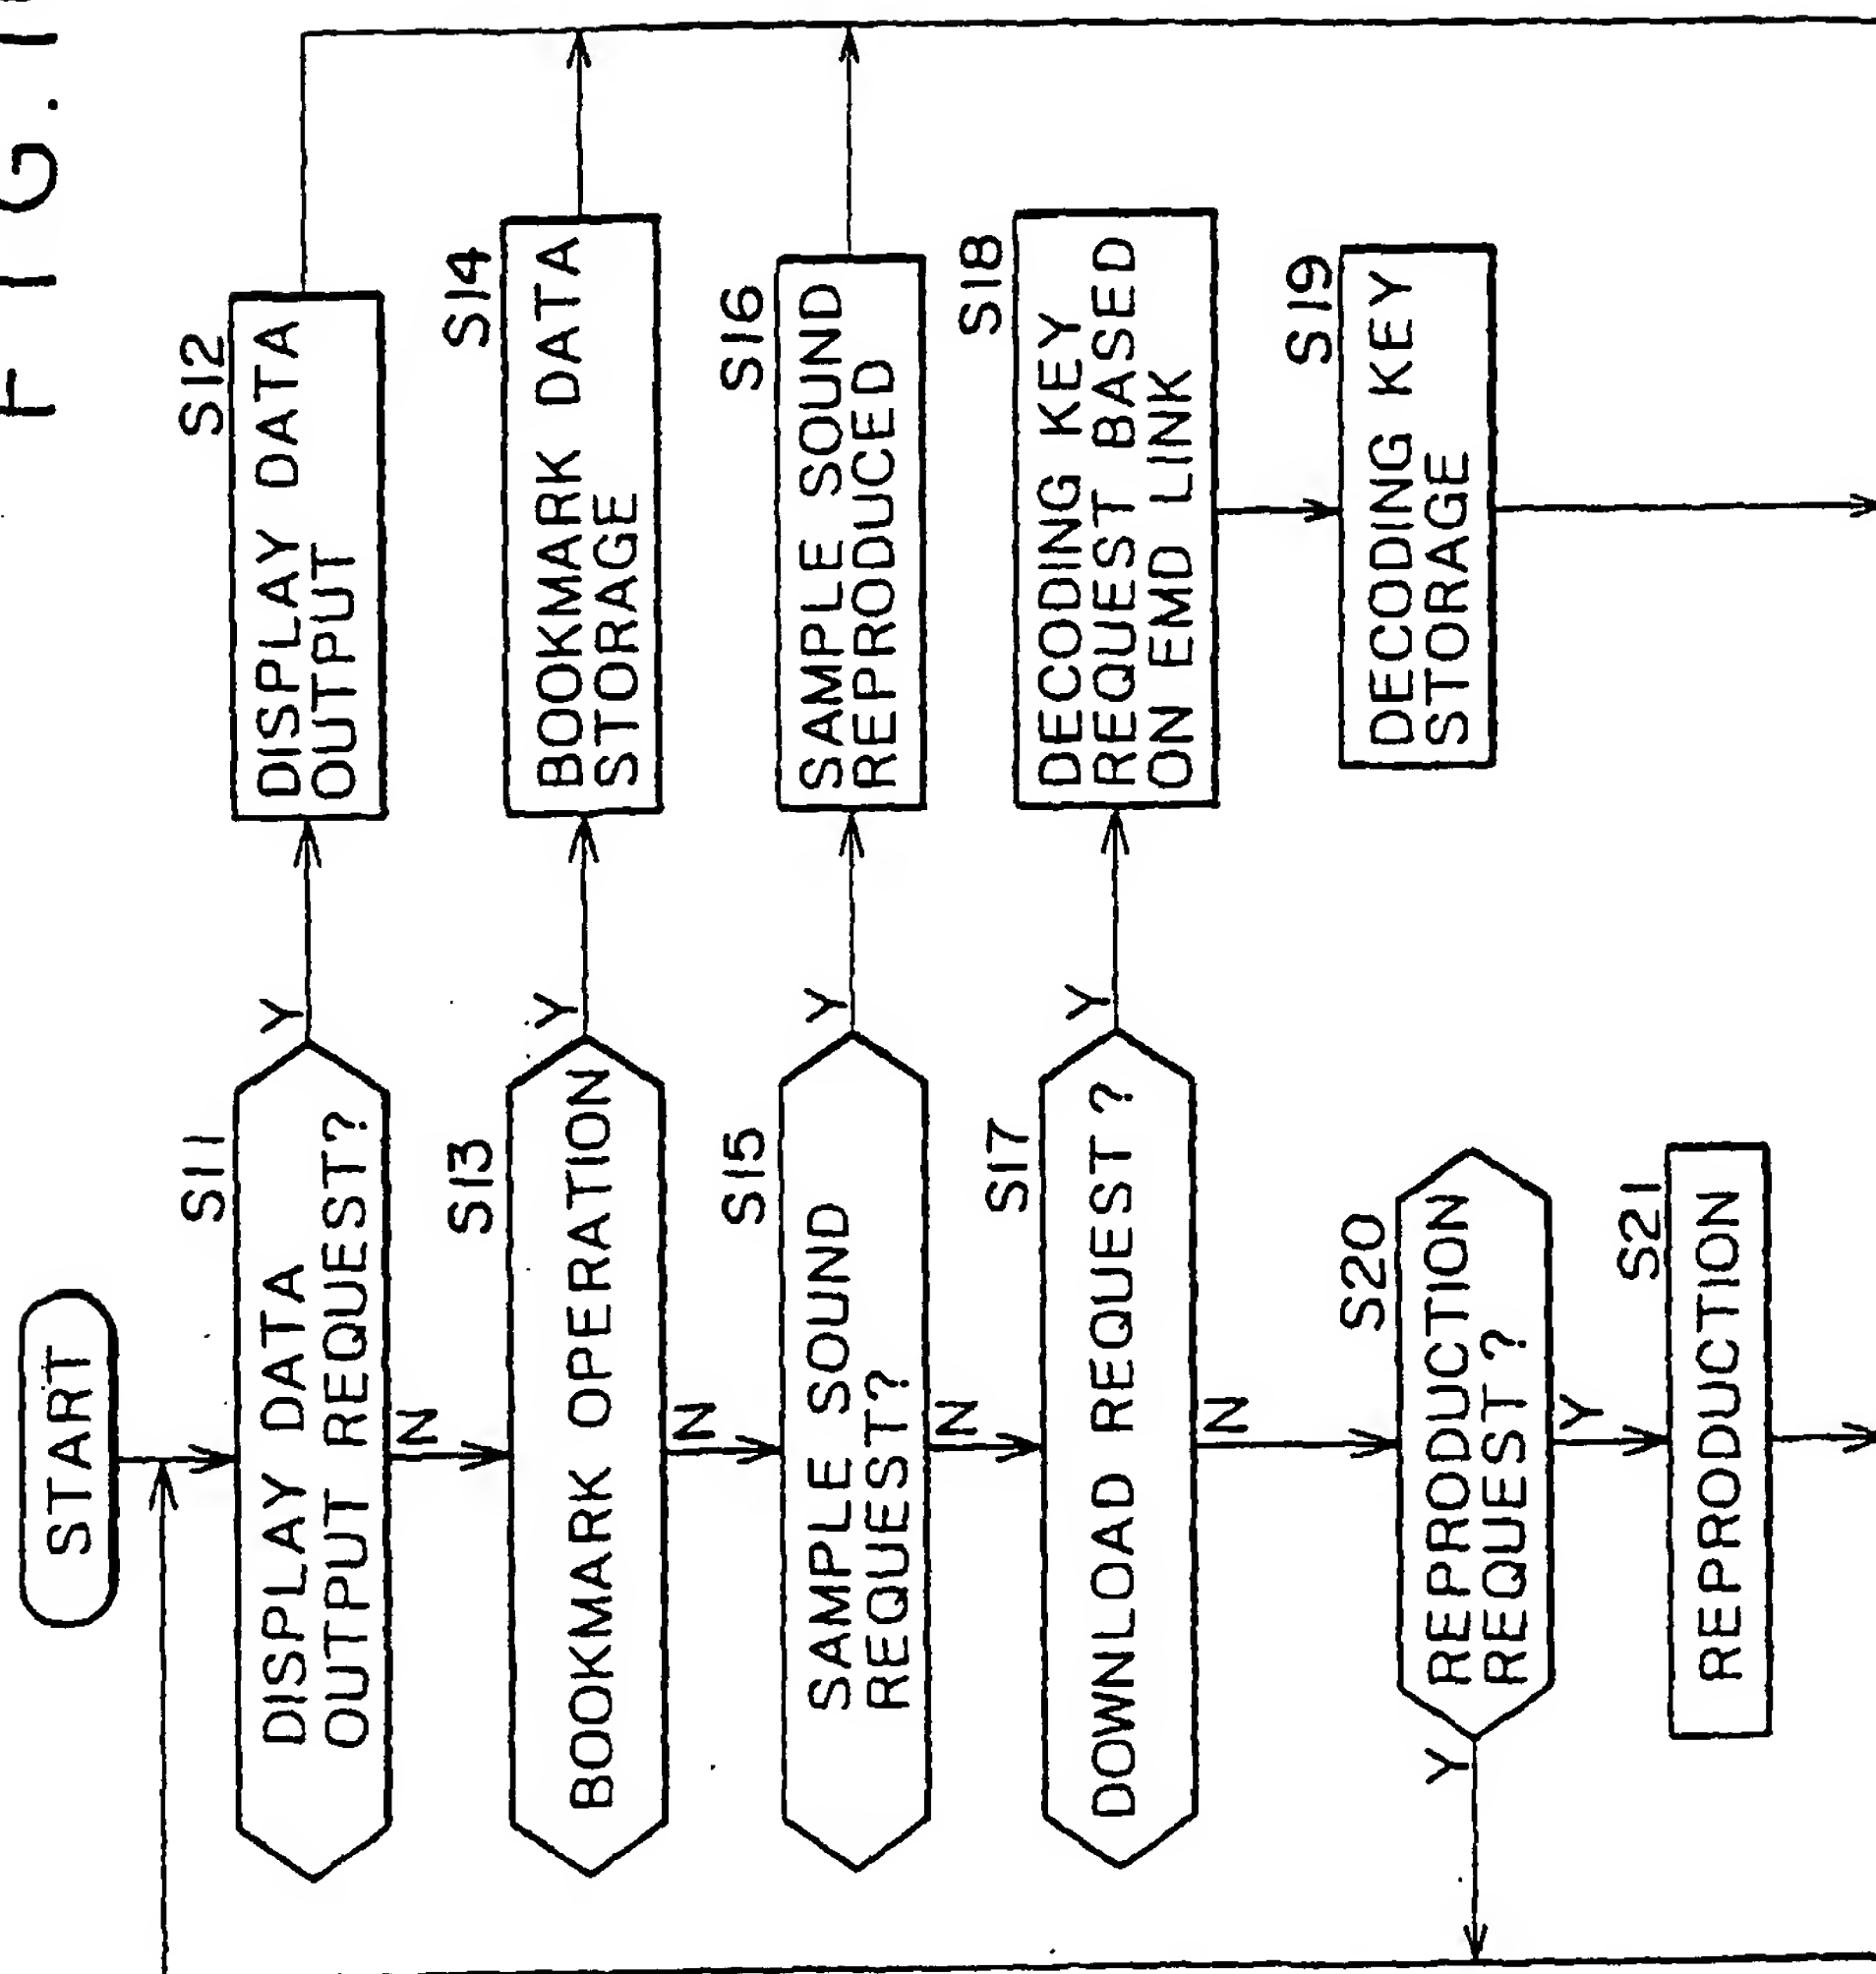 FIG.
START
S11
DISPLAY DATA
OUTPUT REQUEST?
Y
N
S12
DISPLAY DATA
OUTPUT
S13
BOOKMARK OPERATION
Y
N
S14
BOOKMARK DATA
STORAGE
S15
SAMPLE SOUND
REQUEST?
Y
N
S16
SAMPLE SOUND
REPRODUCED
S17
DOWNLOAD REQUEST?
Y
N
S18
DECODING KEY
REQUEST BASED
ON EMD LINK
S19
DECODING KEY
STORAGE
S20
REPRODUCTION
REQUEST?
Y
Y
S21
REPRODUCTION